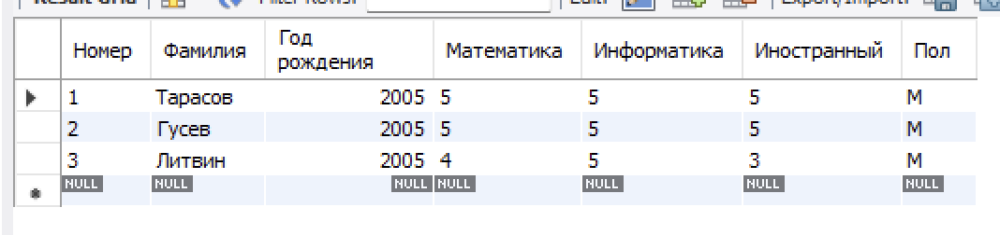 Result Grid Filter Rows: Edit: Export/Import:
Номер Фамилия Год рождения Математика Информатика Иностранный Пол
1 Тарасов 2005 5 5 5 М
2 Гусев 2005 5 5 5 М
3 Литвин 2005 4 5 3 М
NULL NULL NULL NULL NULL NULL NULL